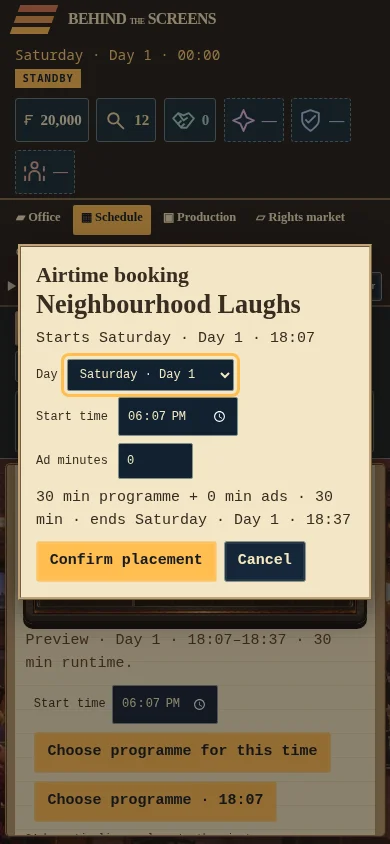 BEHIND THE SCREENS
Saturday · Day 1 · 00:00
STANDBY
₣ 20,000 12 0 — —
—
Office Schedule Production Rights market
Airtime booking
Neighbourhood Laughs
Starts Saturday · Day 1 · 18:07
Day Saturday · Day 1
Start time 06:07 PM
Ad minutes 0
30 min programme + 0 min ads · 30
min · ends Saturday · Day 1 · 18:37
Confirm placement Cancel
Preview · Day 1 · 18:07–18:37 · 30
min runtime.
Start time 06:07 PM
Choose programme for this time
Choose programme · 18:07